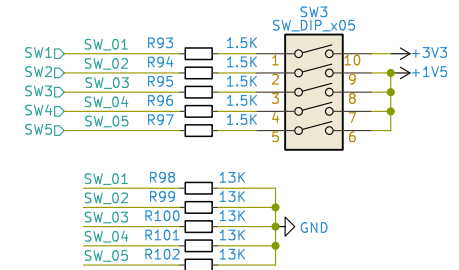 SW3
SW_DIP_x05
SW1 SW_01 R93 1.5K 1 10 +3V3
SW2 SW_02 R94 1.5K 2 9 +1V5
SW3 SW_03 R95 1.5K 3 8
SW4 SW_04 R96 1.5K 4 7
SW5 SW_05 R97 1.5K 5 6
SW_01 R98 13K
SW_02 R99 13K
SW_03 R100 13K GND
SW_04 R101 13K
SW_05 R102 13K